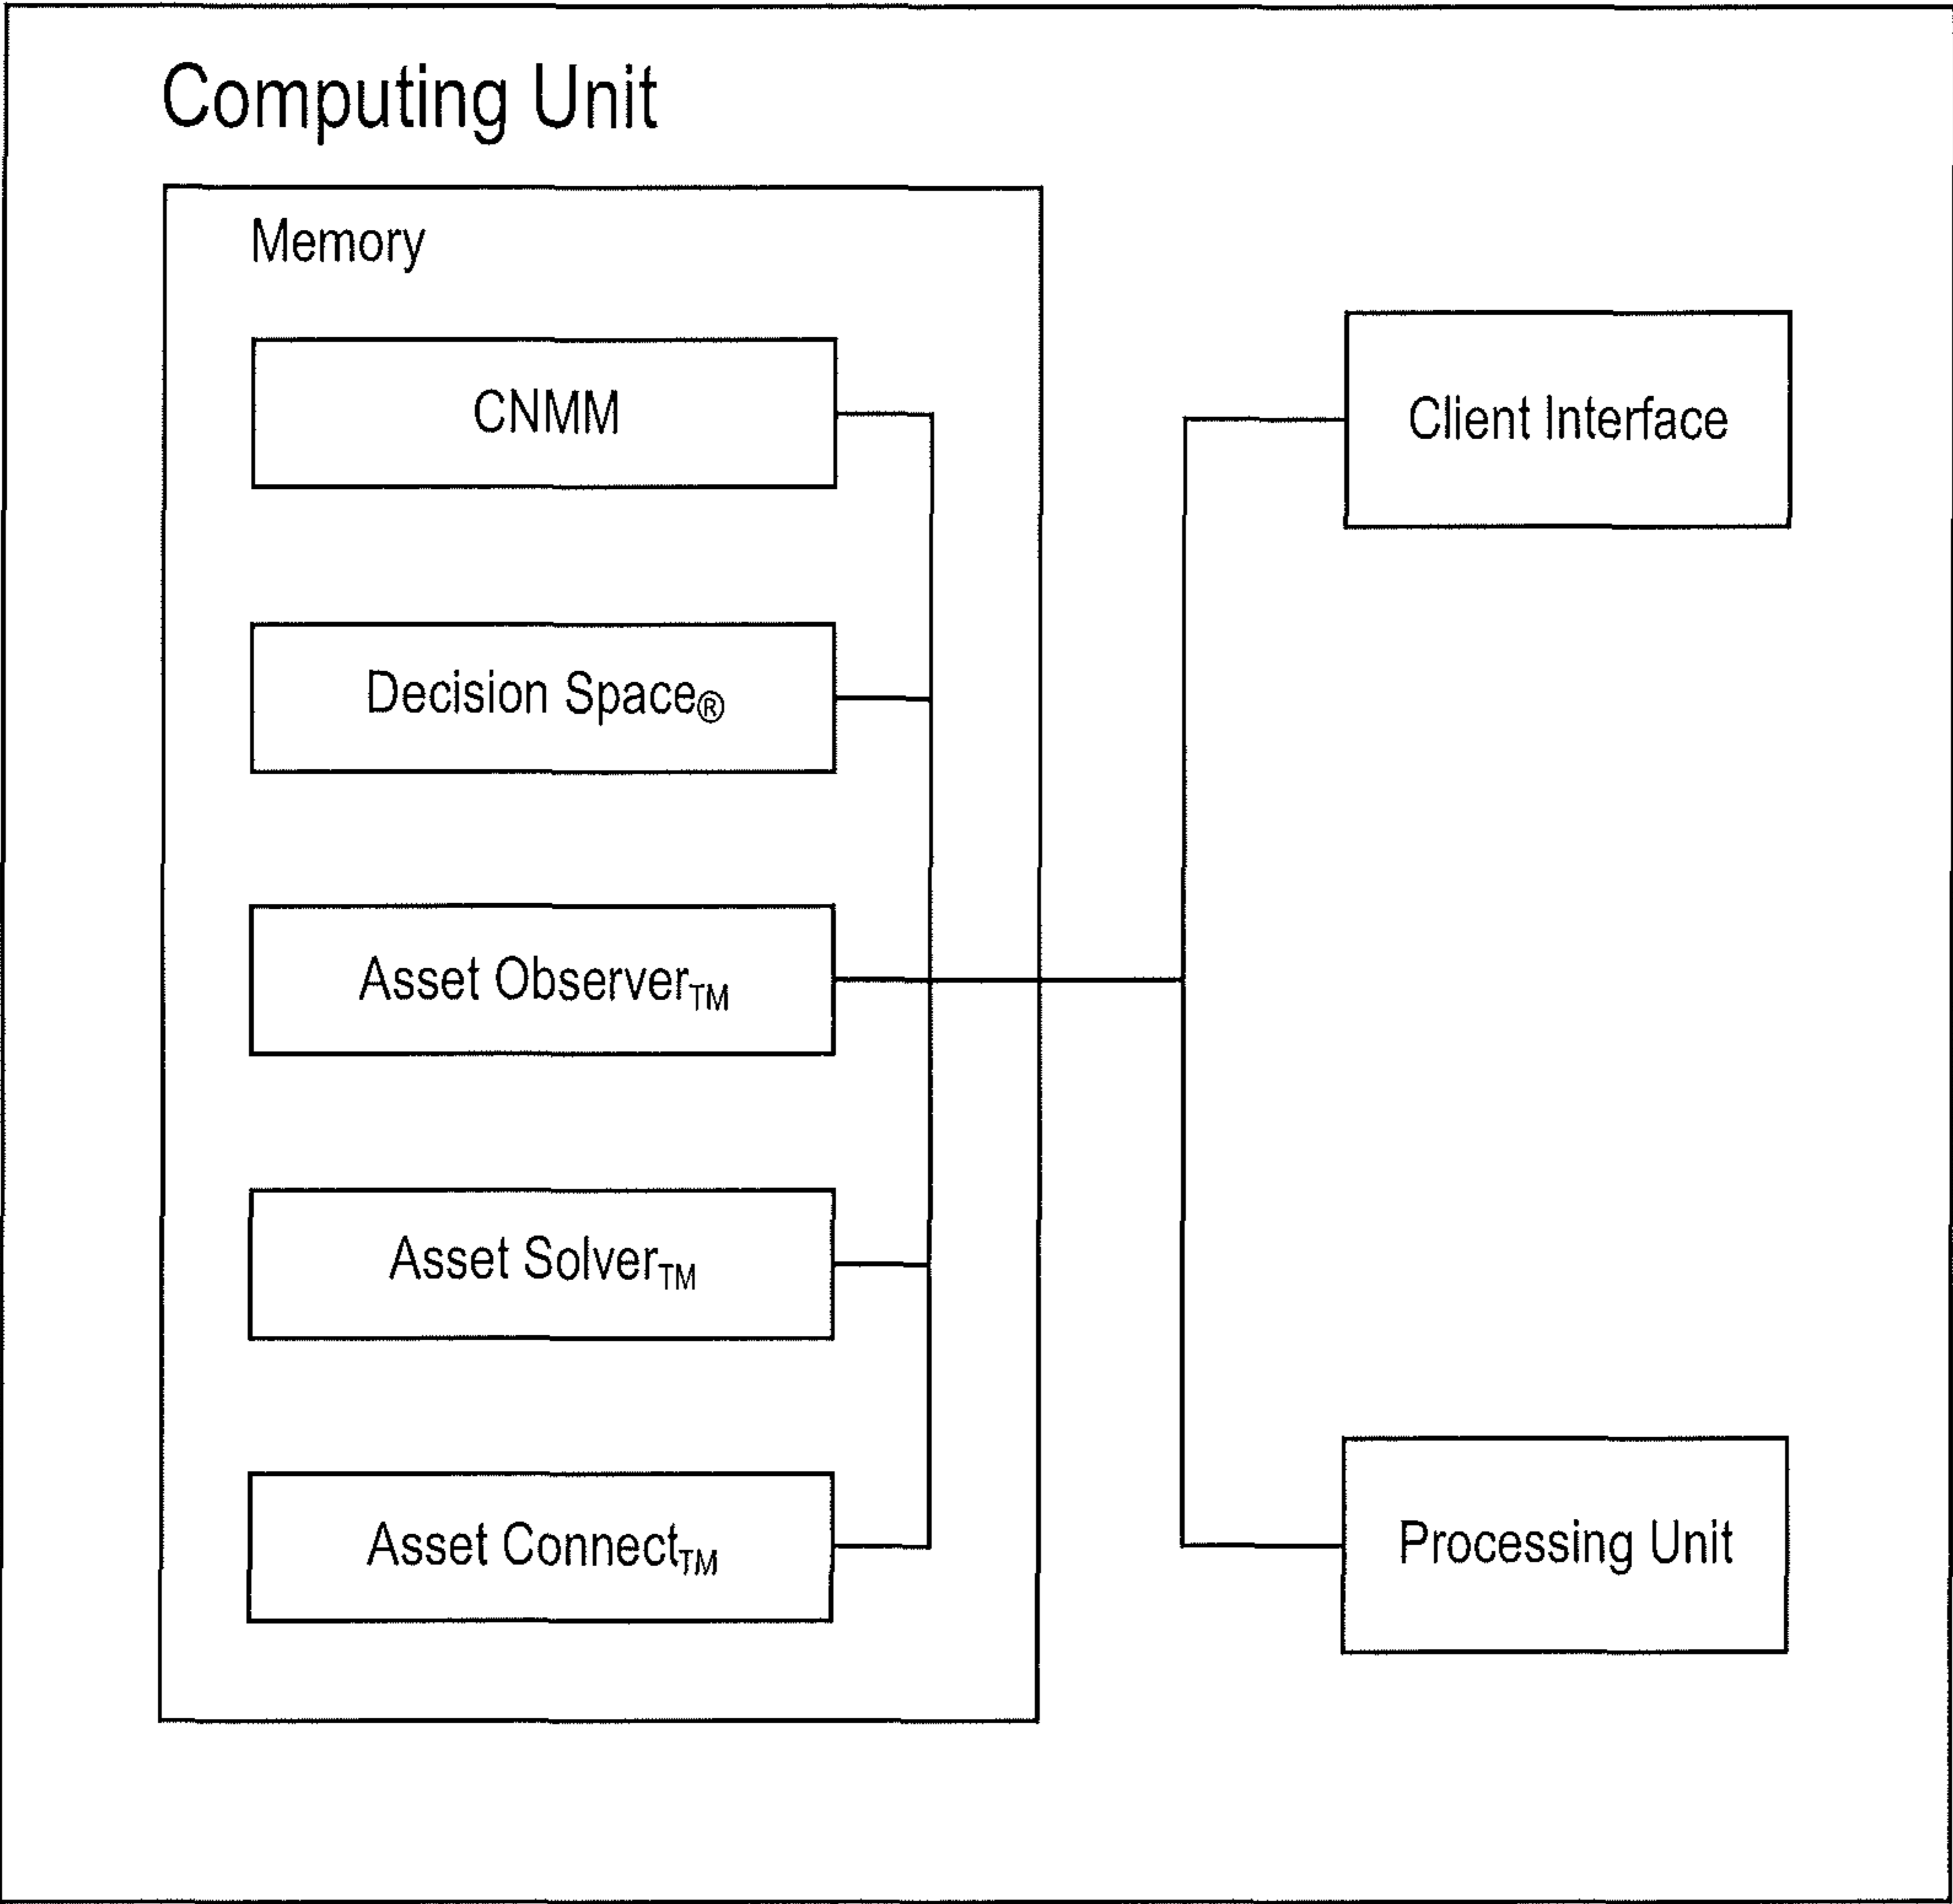 Computing Unit
Memory
CNMM
Decision Space®
Asset Observer™
Asset Solver™
Asset Connect™
Client Interface
Processing Unit